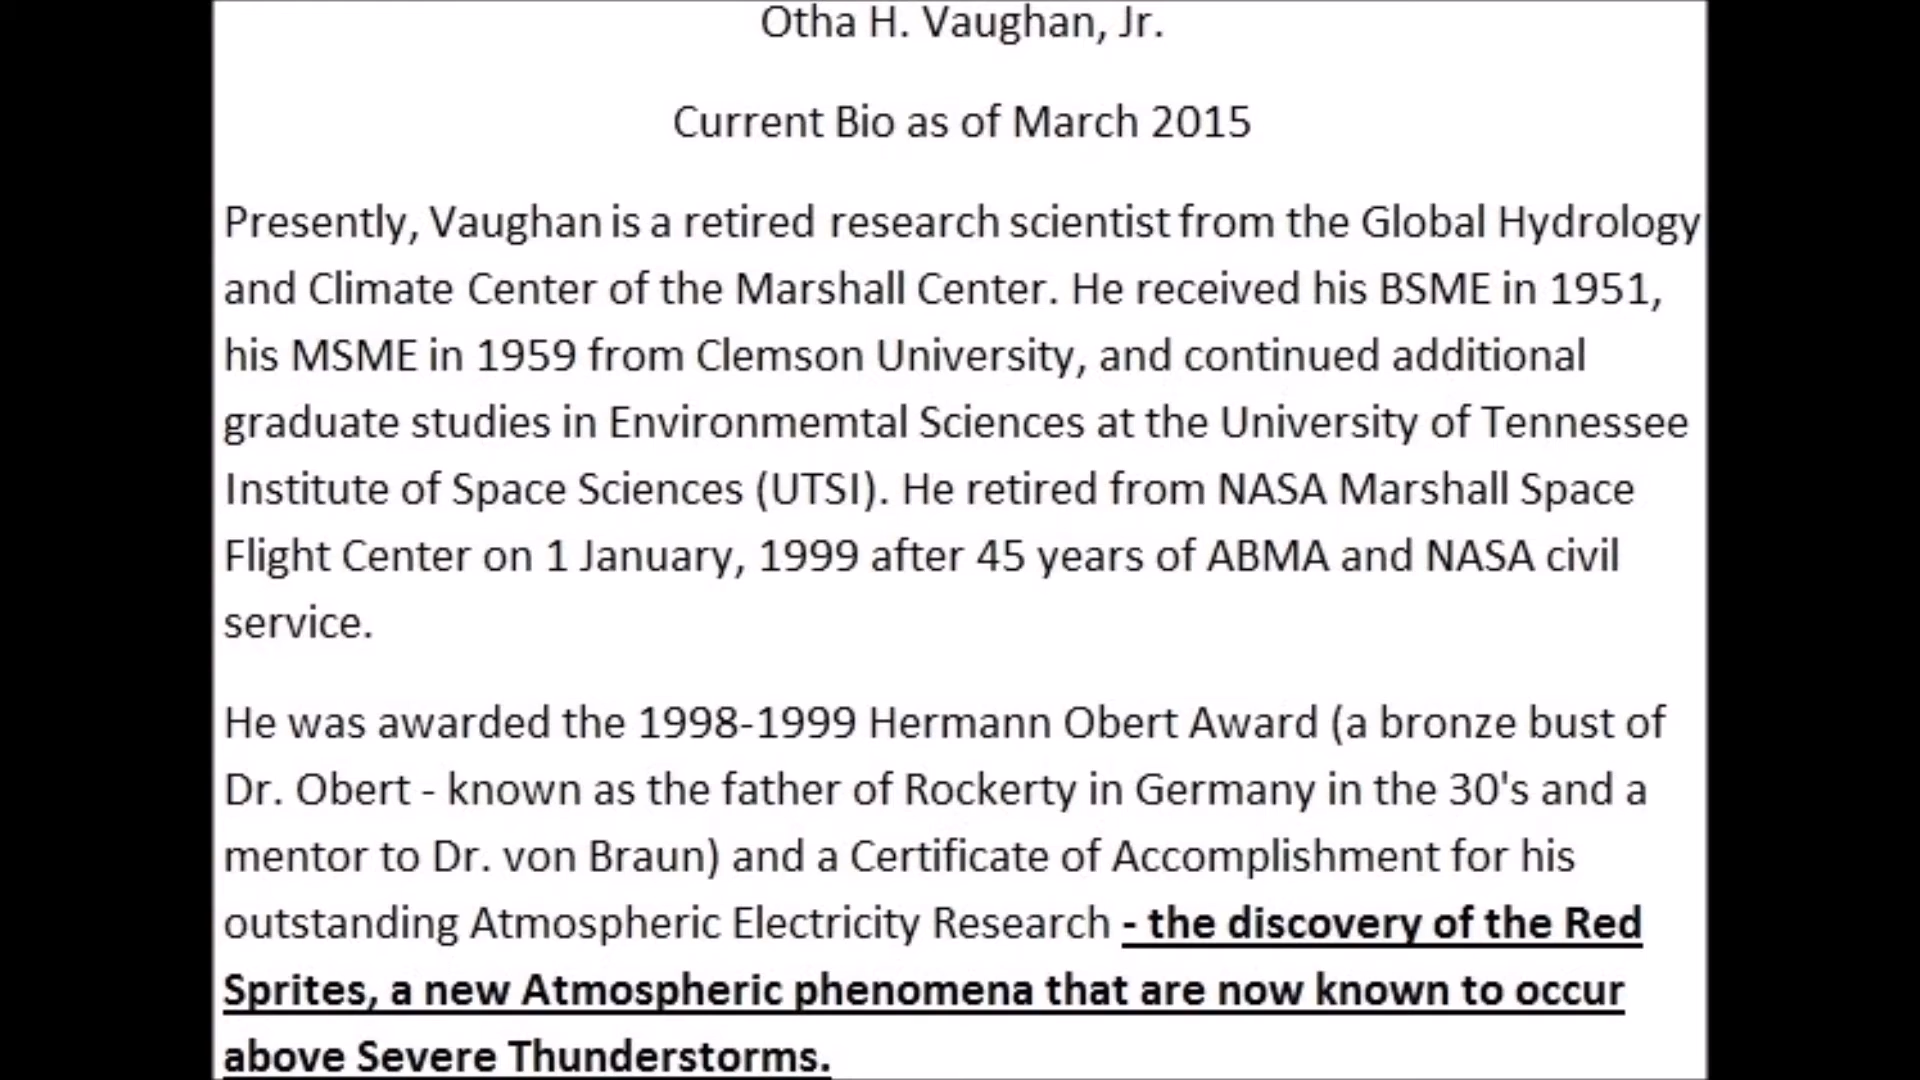 Otha H. Vaughan, Jr.
Current Bio as of March 2015
Presently, Vaughan is a retired research scientist from the Global Hydrology
and Climate Center of the Marshall Center. He received his BSME in 1951,
his MSME in 1959 from Clemson University, and continued additional
graduate studies in Environmemtal Sciences at the University of Tennessee
Institute of Space Sciences (UTSI). He retired from NASA Marshall Space
Flight Center on 1 January, 1999 after 45 years of ABMA and NASA civil
service.
He was awarded the 1998-1999 Hermann Obert Award (a bronze bust of
Dr. Obert - known as the father of Rockerty in Germany in the 30's and a
mentor to Dr. von Braun) and a Certificate of Accomplishment for his
outstanding Atmospheric Electricity Research - the discovery of the Red
Sprites, a new Atmospheric phenomena that are now known to occur
above Severe Thunderstorms.